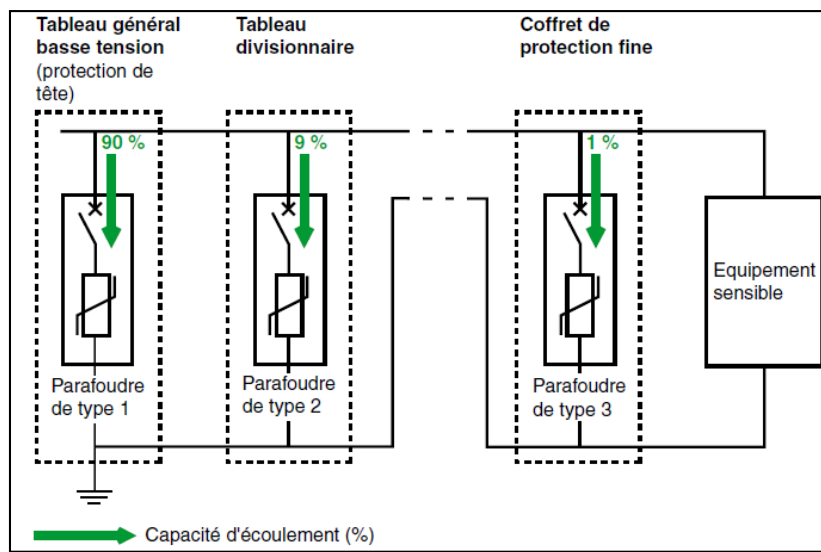 Tableau général
basse tension
(protection de
tête)
Tableau
divisionnaire
Coffret de
protection fine
90 %
9 %
1 %
Equipement
sensible
Parafoudre
de type 1
Parafoudre
de type 2
Parafoudre
de type 3
Capacité d'écoulement (%)